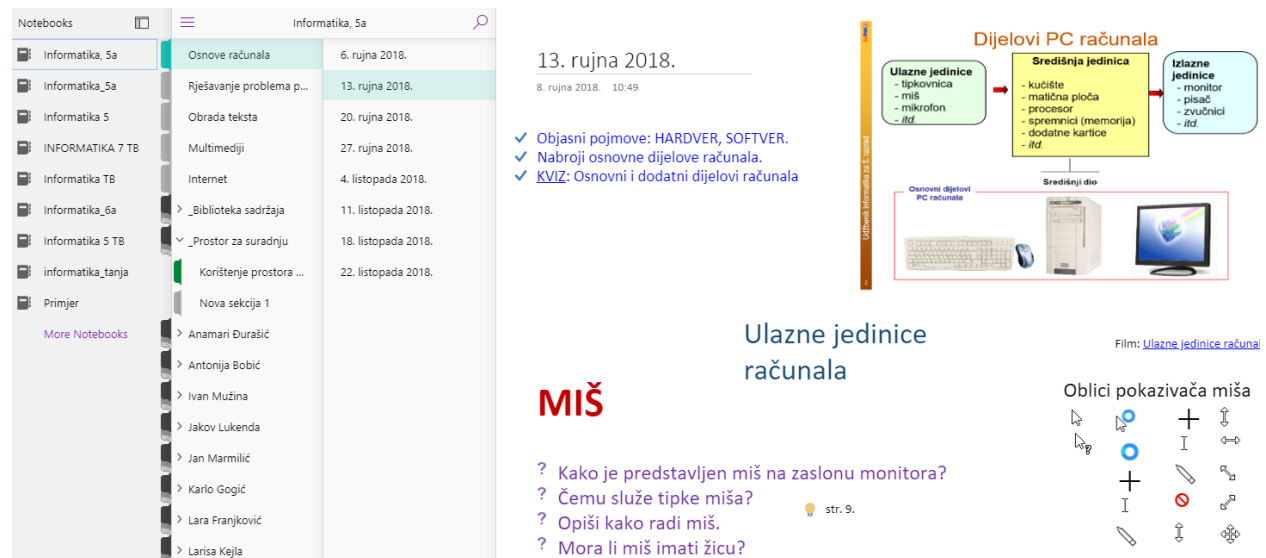 Notebooks
Informatika, 5a
Informatika_5a
Informatika 5
INFORMATIKA 7 TB
Informatika TB
Informatika_6a
Informatika 5 TB
informatika_tanja
Primjer
More Notebooks
Informatika, 5a
Osnove računala
Rješavanje problema p...
Obrada teksta
Multimediji
Internet
_Biblioteka sadržaja
_Prostor za suradnju
Korištenje prostora ...
Nova sekcija 1
Anamari Đurašić
Antonija Bobić
Ivan Mužina
Jakov Lukenda
Jan Marmilić
Karlo Gogić
Lara Franjković
Larisa Kejla
6. rujna 2018.
13. rujna 2018.
20. rujna 2018.
27. rujna 2018.
4. listopada 2018.
11. listopada 2018.
18. listopada 2018.
22. listopada 2018.
13. rujna 2018.
8. rujna 2018. 10:49
Objasni pojmove: HARDVER, SOFTVER.
Nabroji osnovne dijelove računala.
KVIZ: Osnovni i dodatni dijelovi računala
Udžbenik informatike za 5. razred
2
Dijelovi PC računala
Ulazne jedinice
- tipkovnica
- miš
- mikrofon
- itd.
Središnja jedinica
- kućište
- matična ploča
- procesor
- spremnici (memorija)
- dodatne kartice
- itd.
Izlazne
jedinice
- monitor
- pisač
- zvučnici
- itd.
Središnji dio
Osnovni dijelovi
PC računala
Ulazne jedinice
računala
Film: Ulazne jedinice računal
MIŠ
? Kako je predstavljen miš na zaslonu monitora?
? Čemu služe tipke miša?
? Opiši kako radi miš.
? Mora li miš imati žicu?
str. 9.
Oblici pokazivača miša